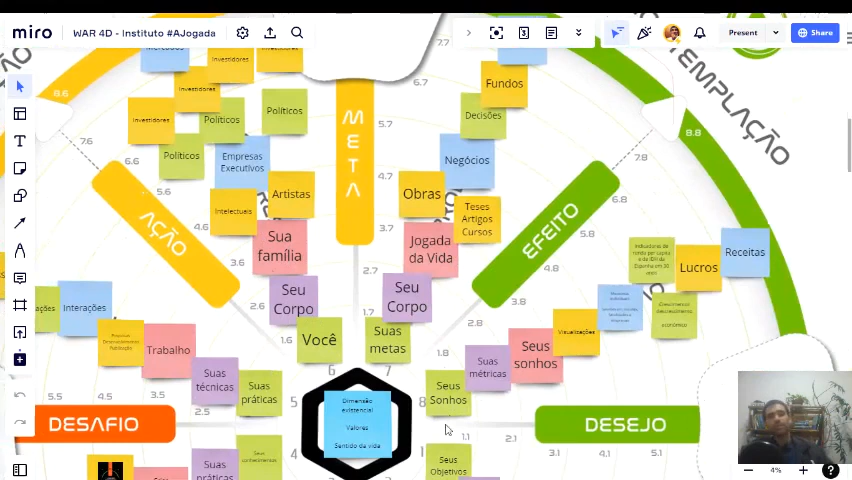 miro
WAR 4D - Instituto #AJogada
3
Present
Share
TEMPLAÇÃO
Investidores
Investidores
Investidores
Investidores
Políticos
Políticos
Políticos
Empresas
Executivos
Artistas
Intelectuais
Sua
família
Seu
Corpo
Você
META
AÇÃO
EFEITO
DESAFIO
DESEJO
Fundos
Decisões
Negócios
Obras
Teses
Artigos
Cursos
Jogada
da Vida
Seu
Corpo
Suas
metas
Receitas
Lucros
Visualizações
Seus
sonhos
Suas
métricas
Seus
Sonhos
Seus
Objetivos
Interações
Trabalho
Suas
técnicas
Suas
práticas
Suas
práticas
Dimensão
existencial
Valores
Sentido da vida
8.6
7.6
6.6
5.6
4.6
3.6
2.6
1.6
6.7
5.7
4.7
3.7
2.7
8.8
7.8
6.8
5.8
4.8
3.8
2.8
1.8
5.5
4.5
3.5
2.5
1.1
2.1
3.1
4.1
5.1
4
5
6
7
8
4%